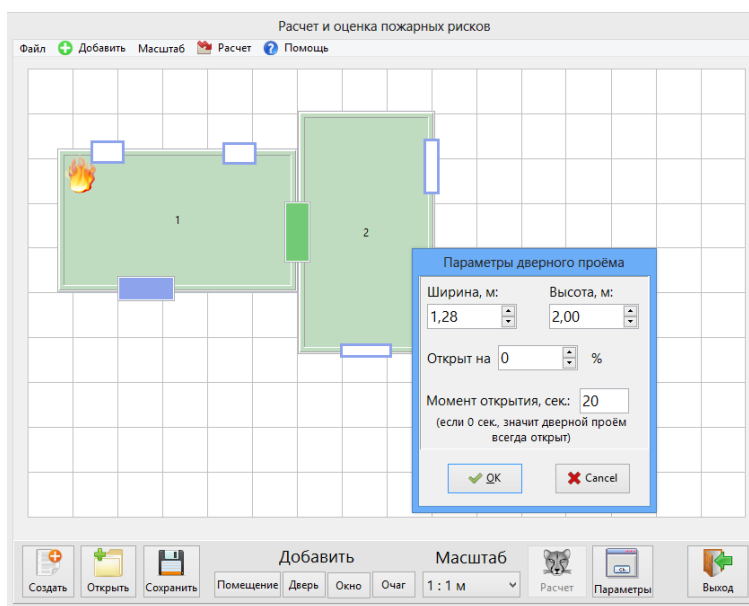 Расчет и оценка пожарных рисков
Файл Добавить Масштаб Расчет Помощь
1
2
Параметры дверного проёма
Ширина, м: Высота, м:
1,28 2,00
Открыт на 0 %
Момент открытия, сек.: 20
(если 0 сек., значит дверной проём
всегда открыт)
OK Cancel
Добавить Масштаб
Создать Открыть Сохранить Помещение Дверь Окно Очаг 1 : 1 м Расчет Параметры Выход